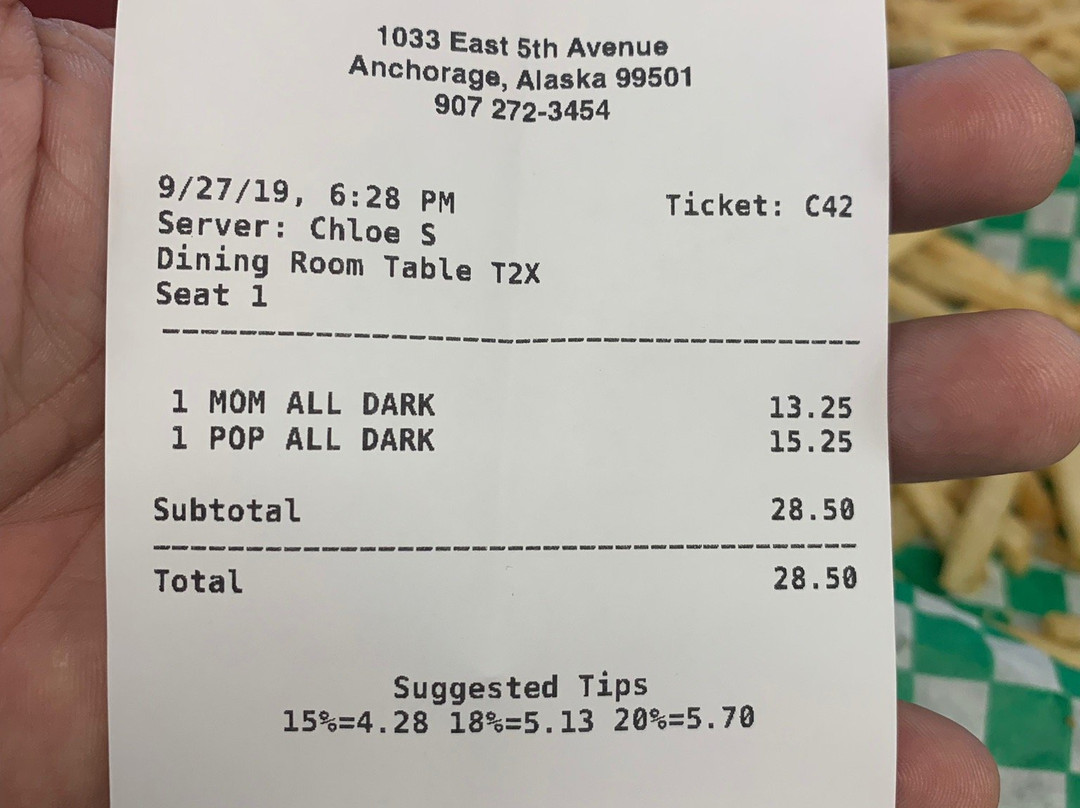 1033 East 5th Avenue
Anchorage, Alaska 99501
907 272-3454
9/27/19, 6:28 PM Ticket: C42
Server: Chloe S
Dining Room Table T2X
Seat 1
1 MOM ALL DARK 13.25
1 POP ALL DARK 15.25
Subtotal 28.50
Total 28.50
Suggested Tips
15%=4.28 18%=5.13 20%=5.70